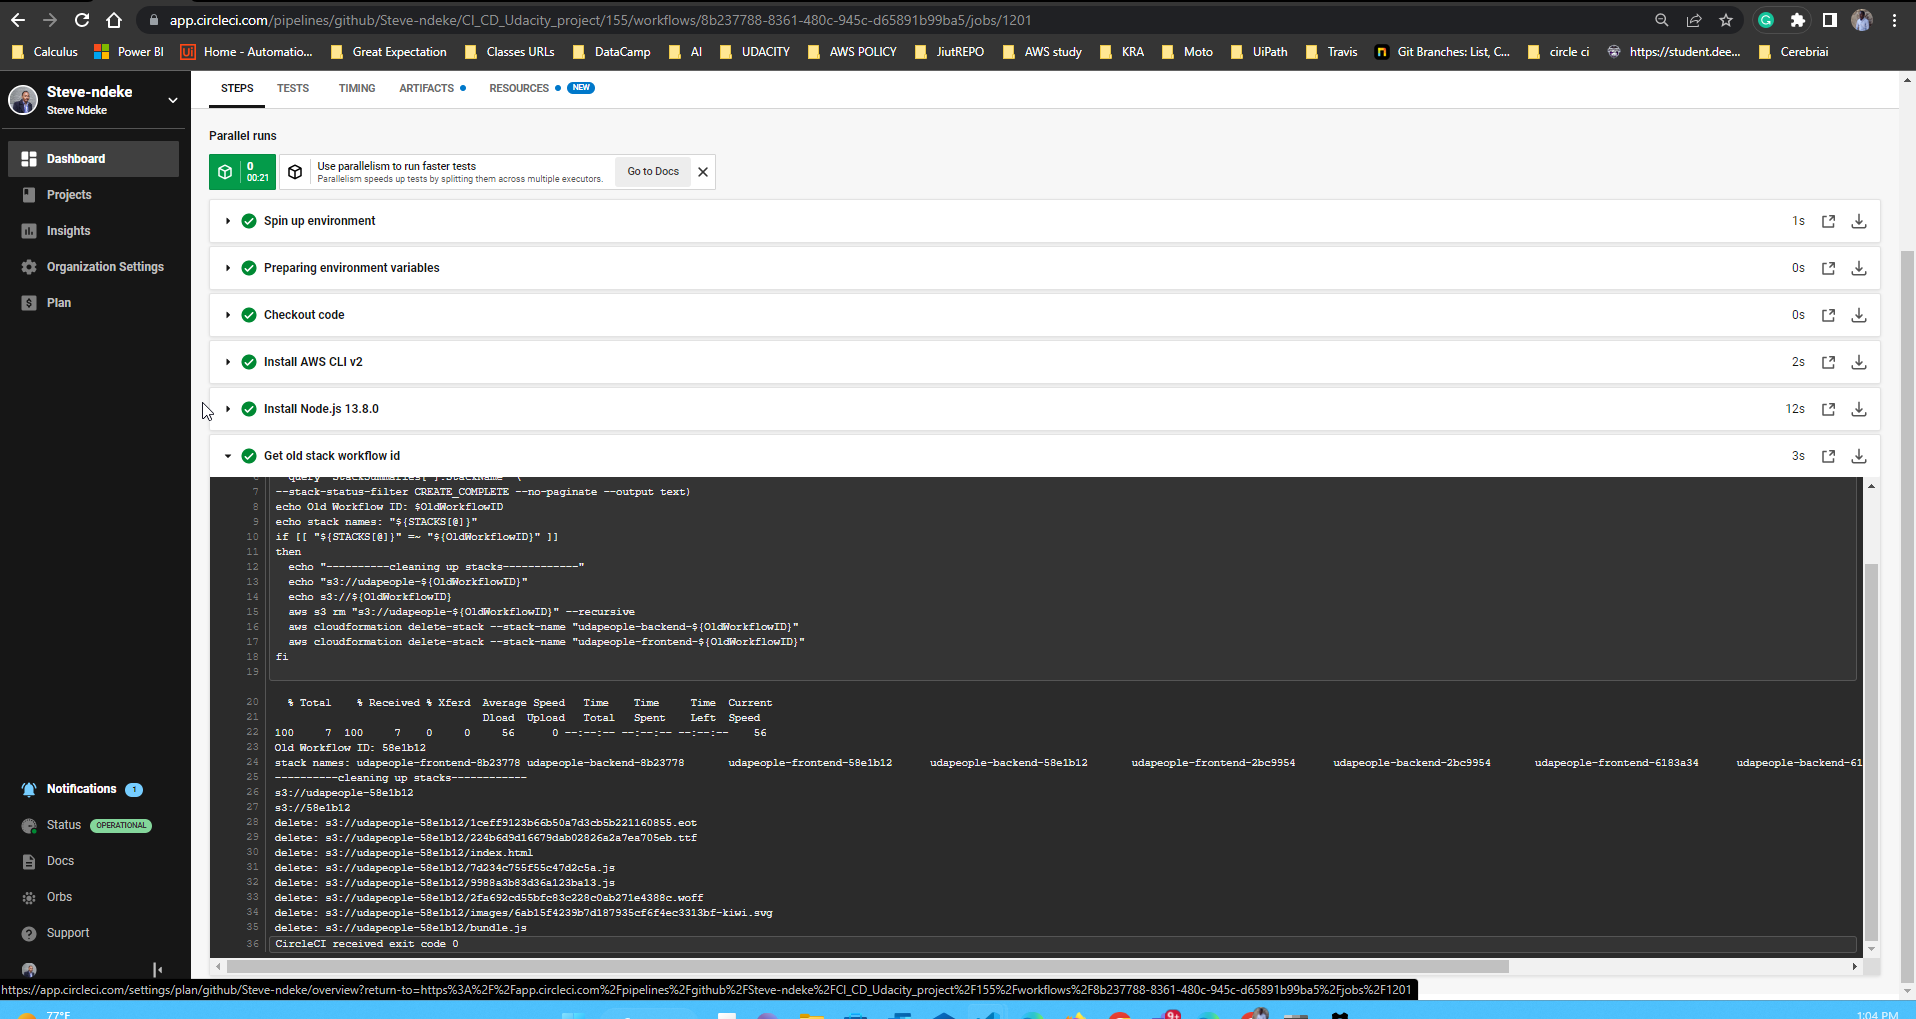 app.circleci.com/pipelines/github/Steve-ndeke/CI_CD_Udacity_project/155/workflows/8b237788-8361-480c-945c-d65891b99ba5/jobs/1201
Calculus Power BI Home - Automatio... Great Expectation Classes URLs DataCamp AI UDACITY AWS POLICY JiutREPO AWS study KRA Moto UiPath Travis Git Branches: List, C... circle ci https://student.dee... Cerebriai
Steve-ndeke
Steve Ndeke
Dashboard
Projects
Insights
Organization Settings
Plan
Notifications 1
Status OPERATIONAL
Docs
Orbs
Support
STEPS TESTS TIMING ARTIFACTS RESOURCES NEW
Parallel runs
0
00:21
Use parallelism to run faster tests
Parallelism speeds up tests by splitting them across multiple executors.
Go to Docs
Spin up environment 1s
Preparing environment variables 0s
Checkout code 0s
Install AWS CLI v2 2s
Install Node.js 13.8.0 12s
Get old stack workflow id 3s
7 --stack-status-filter CREATE_COMPLETE --no-paginate --output text)
8 echo Old Workflow ID: $OldWorkflowID
9 echo stack names: "${STACKS[@]}"
10 if [[ "${STACKS[@]}" =~ "${OldWorkflowID}" ]]
11 then
12 echo "----------cleaning up stacks------------"
13 echo "s3://udapeople-${OldWorkflowID}"
14 echo s3://${OldWorkflowID}
15 aws s3 rm "s3://udapeople-${OldWorkflowID}" --recursive
16 aws cloudformation delete-stack --stack-name "udapeople-backend-${OldWorkflowID}"
17 aws cloudformation delete-stack --stack-name "udapeople-frontend-${OldWorkflowID}"
18 fi
19
20 % Total % Received % Xferd Average Speed Time Time Time Current
21 Dload Upload Total Spent Left Speed
22 100 7 100 7 0 0 56 0 --:--:-- --:--:-- --:--:-- 56
23 Old Workflow ID: 58e1b12
24 stack names: udapeople-frontend-8b23778 udapeople-backend-8b23778 udapeople-frontend-58e1b12 udapeople-backend-58e1b12 udapeople-frontend-2bc9954 udapeople-backend-2bc9954 udapeople-frontend-6183a34 udapeople-backend-61
25 ----------cleaning up stacks------------
26 s3://udapeople-58e1b12
27 s3://58e1b12
28 delete: s3://udapeople-58e1b12/1ceff9123b66b50a7d3cb5b221160855.eot
29 delete: s3://udapeople-58e1b12/224b6d9d16679dab02826a2a7ea705eb.ttf
30 delete: s3://udapeople-58e1b12/index.html
31 delete: s3://udapeople-58e1b12/7d234c755f55c47d2c5a.js
32 delete: s3://udapeople-58e1b12/9988a3b83d36a123ba13.js
33 delete: s3://udapeople-58e1b12/2fa692cd55bfc83c228c0ab271e4388c.woff
34 delete: s3://udapeople-58e1b12/images/6ab15f4239b7d187935cf6f4ec3313bf-kiwi.svg
35 delete: s3://udapeople-58e1b12/bundle.js
36 CircleCI received exit code 0
https://app.circleci.com/settings/plan/github/Steve-ndeke/overview?return-to=https%3A%2F%2Fapp.circleci.com%2Fpipelines%2Fgithub%2FSteve-ndeke%2FCI_CD_Udacity_project%2F155%2Fworkflows%2F8b237788-8361-480c-945c-d65891b99ba5%2Fjobs%2F1201
77°F
9+
1:04 PM